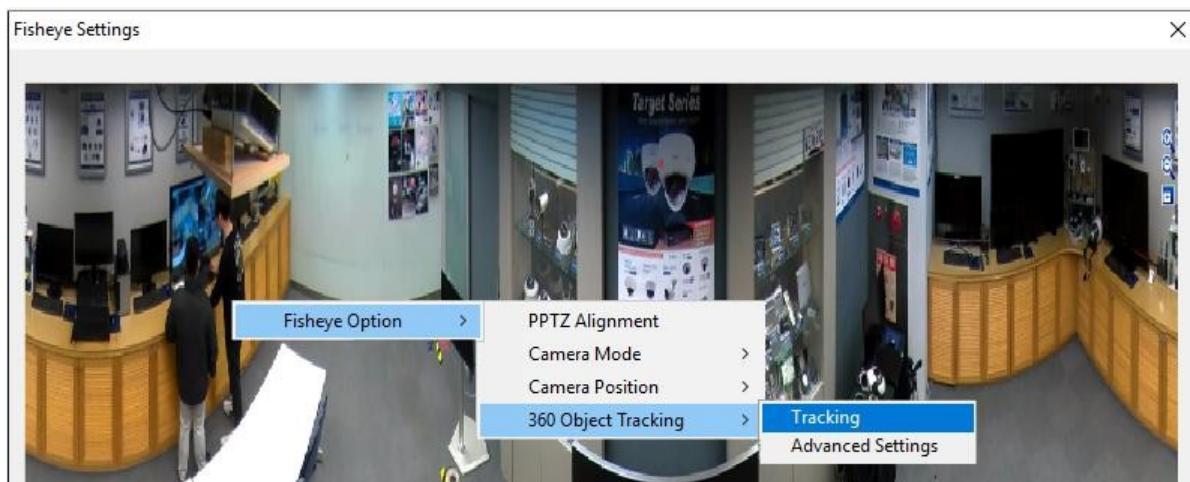 Fisheye Settings
Target Series
Fisheye Option
PPTZ Alignment
Camera Mode
Camera Position
360 Object Tracking
Tracking
Advanced Settings